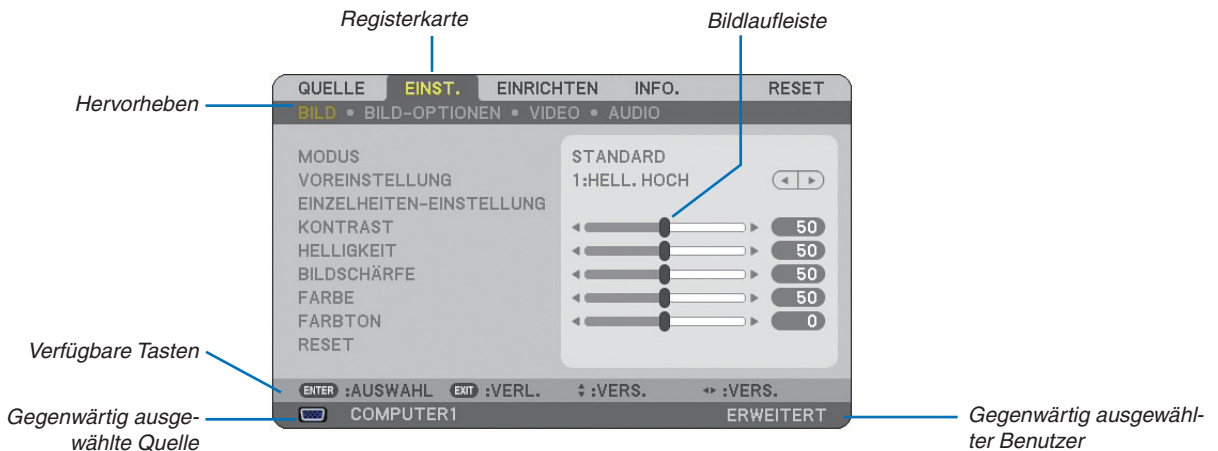 Registerkarte
Bildlaufleiste
Hervorheben
QUELLE EINST. EINRICHTEN INFO. RESET
BILD • BILD-OPTIONEN • VIDEO • AUDIO
MODUS STANDARD
VOREINSTELLUNG 1:HELL. HOCH
EINZELHEITEN-EINSTELLUNG
KONTRAST 50
HELLIGKEIT 50
BILDSCHÄRFE 50
FARBE 50
FARBTON 0
RESET
Verfügbare Tasten
ENTER :AUSWAHL EXIT :VERL. :VERS. :VERS.
COMPUTER1 ERWEITERT
Gegenwärtig ausge-
wählte Quelle
Gegenwärtig ausgewähl-
ter Benutzer